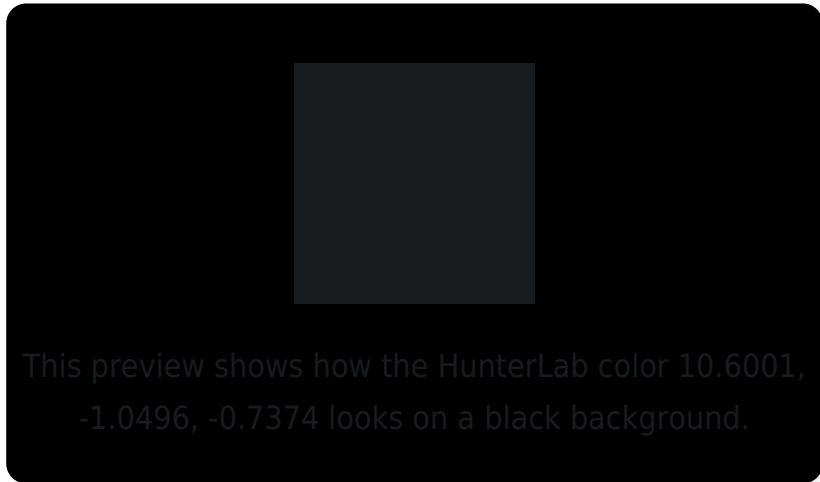 This preview shows how the HunterLab color 10.6001,
-1.0496, -0.7374 looks on a black background.